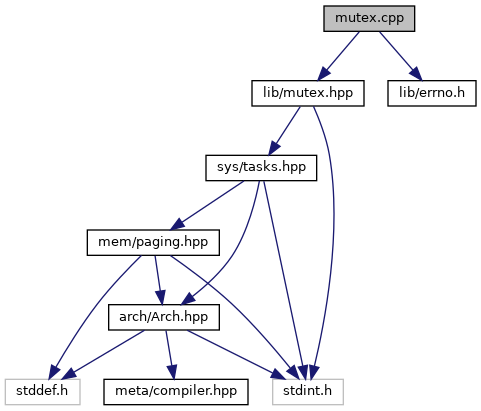 mutex.cpp
lib/mutex.hpp
lib/errno.h
sys/tasks.hpp
mem/paging.hpp
arch/Arch.hpp
stddef.h
meta/compiler.hpp
stdint.h